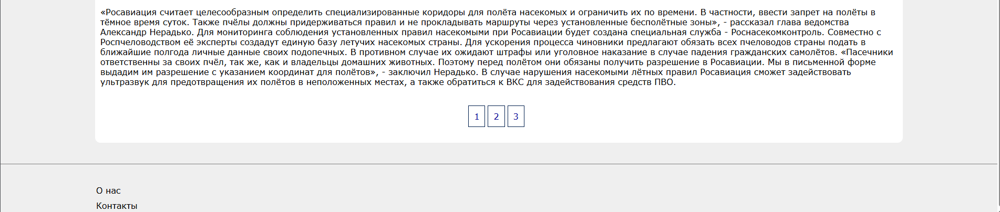 «Росавиация считает целесообразным определить специализированные коридоры для полёта насекомых и ограничить их по времени. В частности, ввести запрет на полёты в
тёмное время суток. Также пчёлы должны придерживаться правил и не прокладывать маршруты через установленные бесполётные зоны», - рассказал глава ведомства
Александр Нерадько. Для мониторинга соблюдения установленных правил насекомыми при Росавиации будет создана специальная служба - Роснасекомконтроль. Совместно с
Роспчеловодством её эксперты создадут единую базу летучих насекомых страны. Для ускорения процесса чиновники предлагают обязать всех пчеловодов страны подать в
ближайшие полгода личные данные своих подопечных. В противном случае их ожидают штрафы или уголовное наказание в случае падения гражданских самолётов. «Пасечники
ответственны за своих пчёл, так же, как и владельцы домашних животных. Поэтому перед полётом они обязаны получить разрешение в Росавиации. Мы в письменной форме
выдадим им разрешение с указанием координат для полётов», - заключил Нерадько. В случае нарушения насекомыми лётных правил Росавиация сможет задействовать
ультразвук для предотвращения их полётов в неположенных местах, а также обратиться к ВКС для задействования средств ПВО.
1 2 3
О нас
Контакты